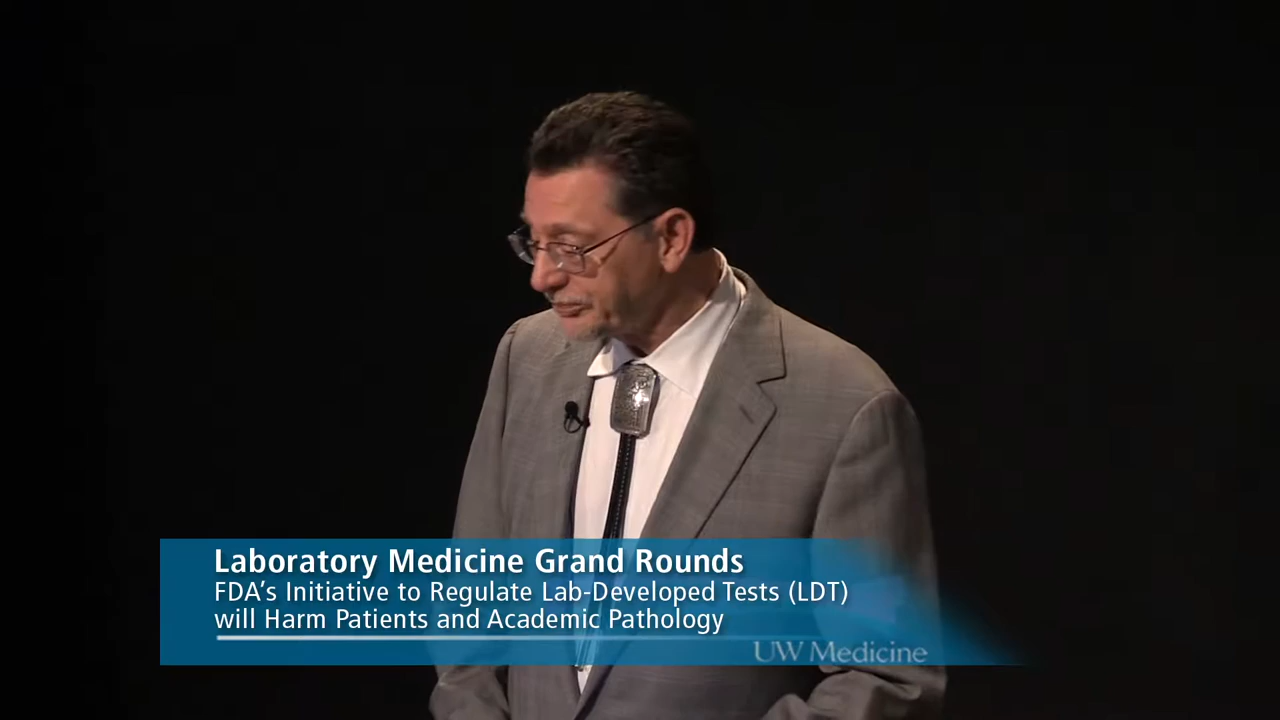 Laboratory Medicine Grand Rounds
FDA's Initiative to Regulate Lab-Developed Tests (LDT)
will Harm Patients and Academic Pathology
UW Medicine